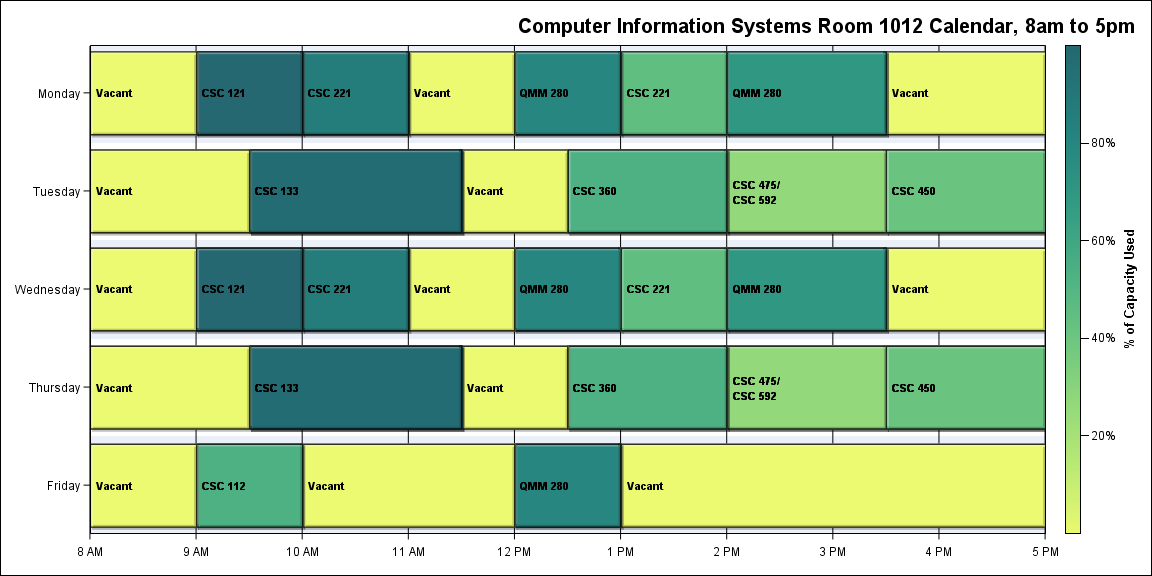 Computer Information Systems Room 1012 Calendar, 8am to 5pm
Monday
Vacant
CSC 121
CSC 221
Vacant
QMM 280
CSC 221
QMM 280
Vacant
Tuesday
Vacant
CSC 133
Vacant
CSC 360
CSC 475/
CSC 592
CSC 450
Wednesday
Vacant
CSC 121
CSC 221
Vacant
QMM 280
CSC 221
QMM 280
Vacant
Thursday
Vacant
CSC 133
Vacant
CSC 360
CSC 475/
CSC 592
CSC 450
Friday
Vacant
CSC 112
Vacant
QMM 280
Vacant
8 AM
9 AM
10 AM
11 AM
12 PM
1 PM
2 PM
3 PM
4 PM
5 PM
80%
60%
40%
20%
% of Capacity Used